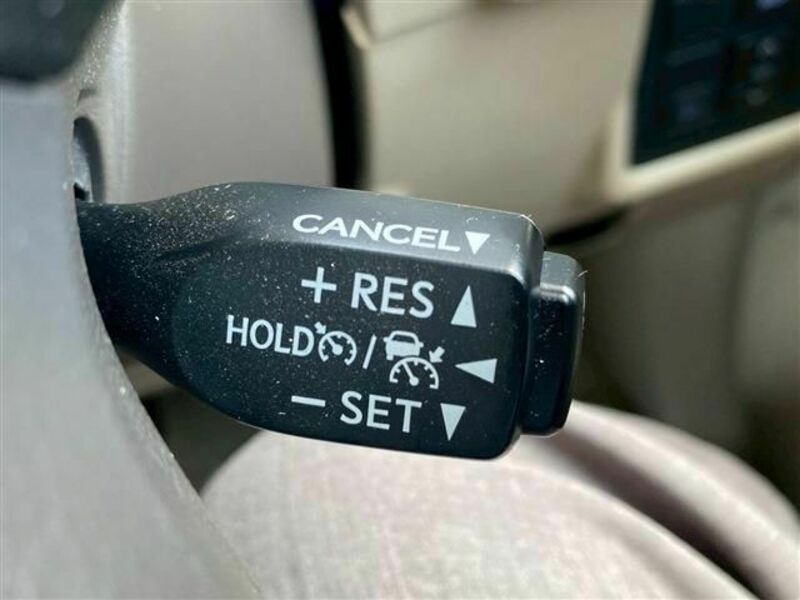 CANCEL▼
+ RES ▲
HOLD / ◀
− SET ▼